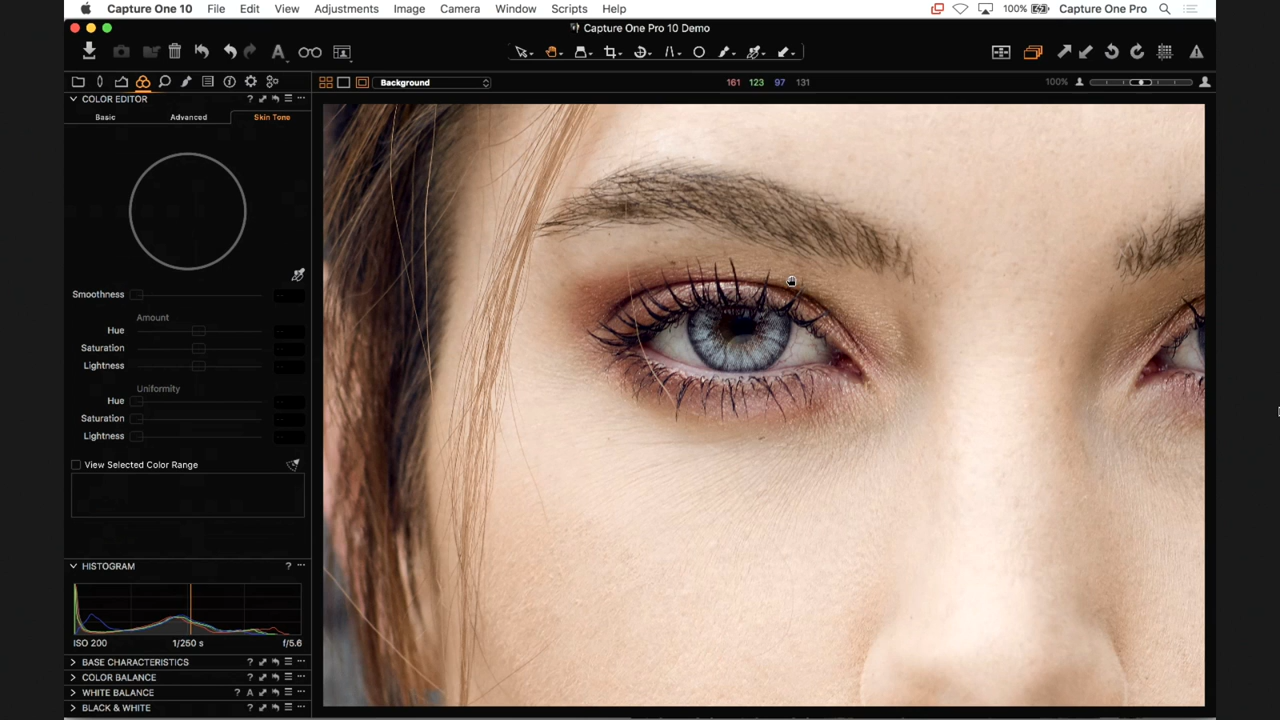 Capture One 10 File Edit View Adjustments Image Camera Window Scripts Help 100% Capture One Pro
Capture One Pro 10 Demo
A
Background 161 123 97 131 100%
COLOR EDITOR ?
Basic Advanced Skin Tone
Smoothness
Amount
Hue
Saturation
Lightness
Uniformity
Hue
Saturation
Lightness
View Selected Color Range
HISTOGRAM ?
ISO 200 1/250 s f/5.6
BASE CHARACTERISTICS ?
COLOR BALANCE ?
WHITE BALANCE ? A
BLACK & WHITE ?